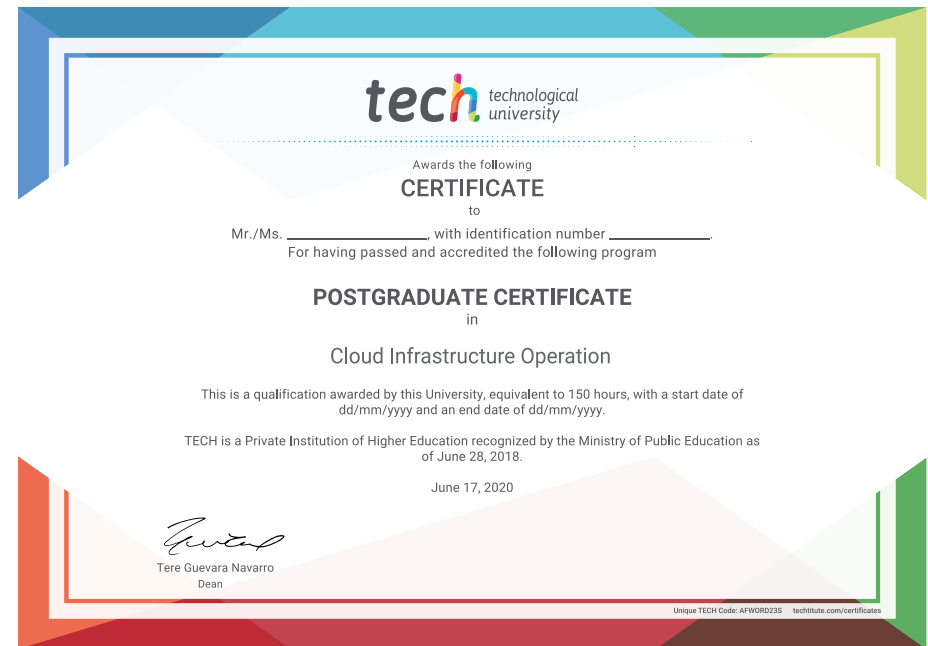 tech technological
university
Awards the following
CERTIFICATE
to
Mr./Ms. ____________________, with identification number ______________.
For having passed and accredited the following program
POSTGRADUATE CERTIFICATE
in
Cloud Infrastructure Operation
This is a qualification awarded by this University, equivalent to 150 hours, with a start date of
dd/mm/yyyy and an end date of dd/mm/yyyy.
TECH is a Private Institution of Higher Education recognized by the Ministry of Public Education as
of June 28, 2018.
June 17, 2020
Tere Guevara Navarro
Dean
Unique TECH Code: AFWORD23S techtitute.com/certificates